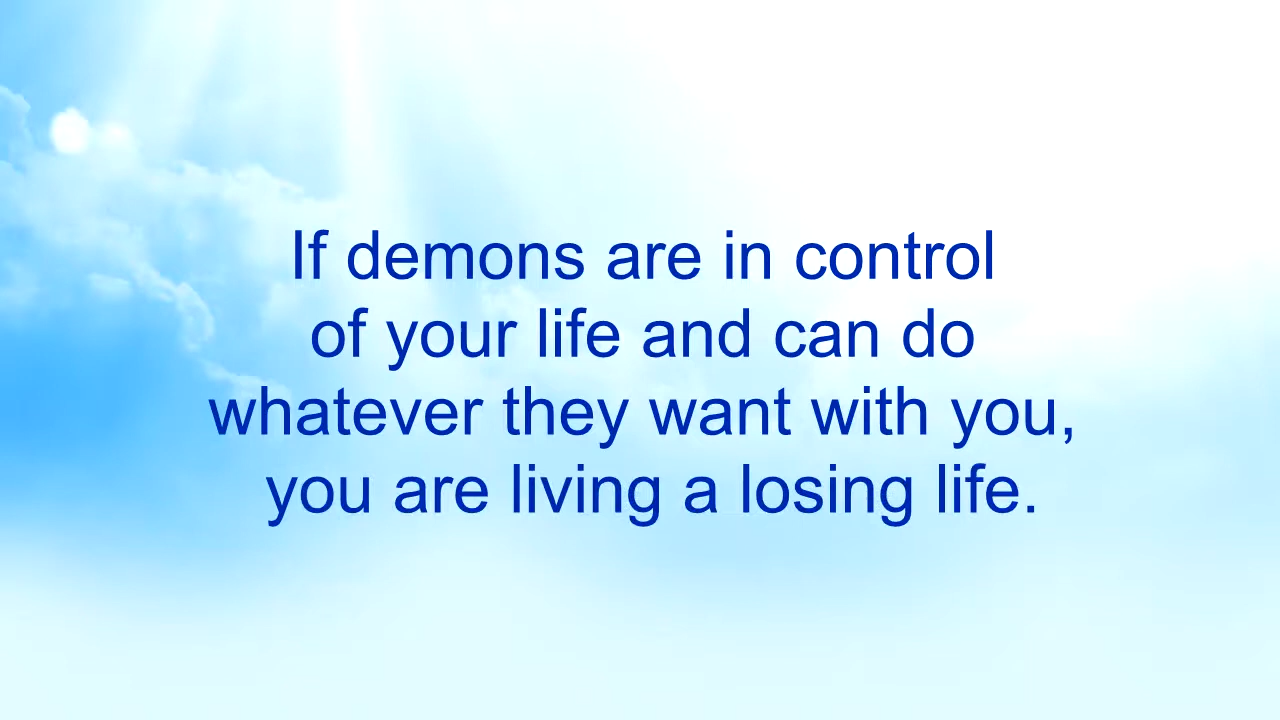 If demons are in control
of your life and can do
whatever they want with you,
you are living a losing life.